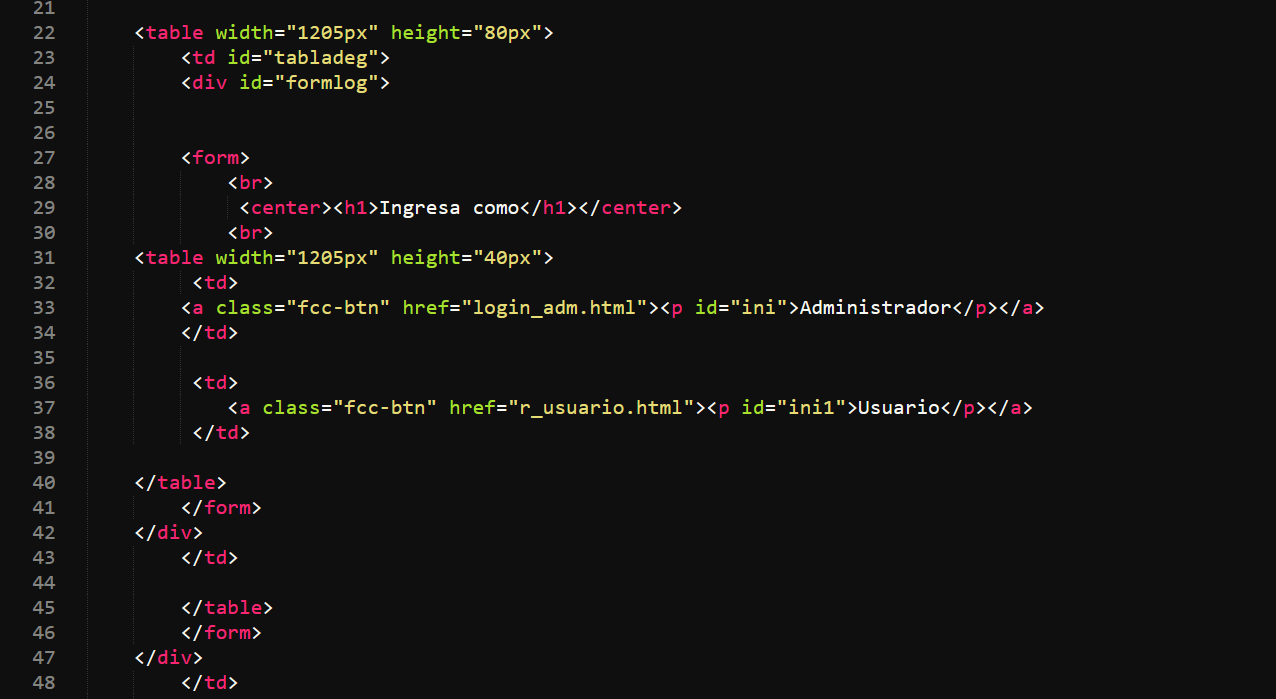 21
22 <table width="1205px" height="80px">
23 <td id="tabladeg">
24 <div id="formlog">
25
26
27 <form>
28 <br>
29 <center><h1>Ingresa como</h1></center>
30 <br>
31 <table width="1205px" height="40px">
32 <td>
33 <a class="fcc-btn" href="login_adm.html"><p id="ini">Administrador</p></a>
34 </td>
35
36 <td>
37 <a class="fcc-btn" href="r_usuario.html"><p id="ini1">Usuario</p></a>
38 </td>
39
40 </table>
41 </form>
42 </div>
43 </td>
44
45 </table>
46 </form>
47 </div>
48 </td>